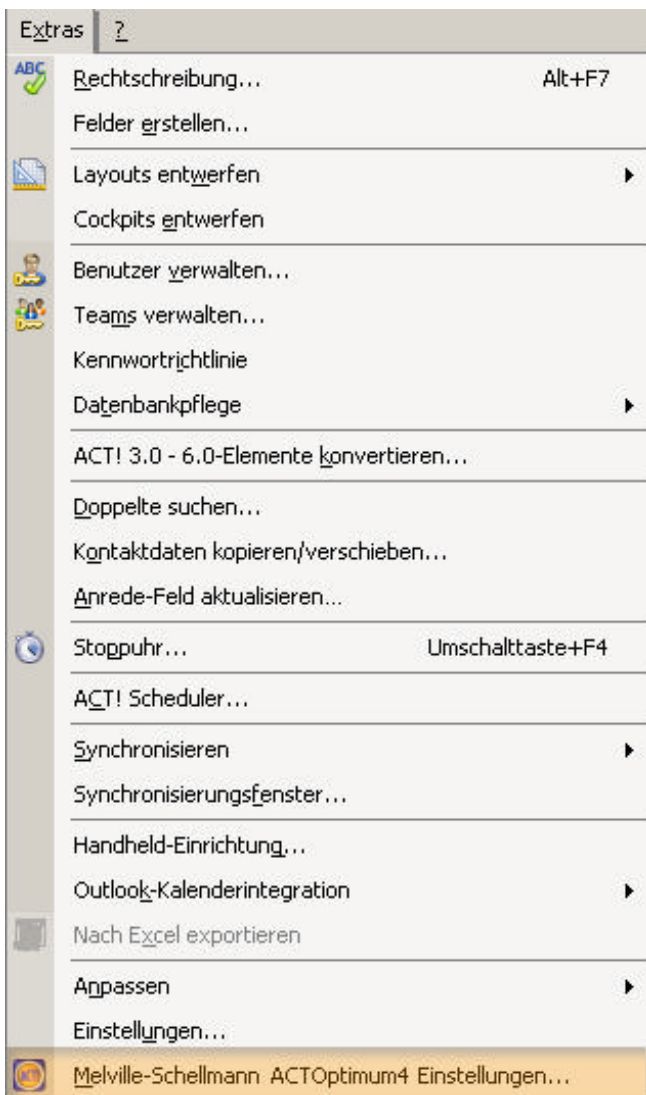 Extras ?
ABC
Rechtschreibung... Alt+F7
Felder erstellen...
Layouts entwerfen
Cockpits entwerfen
Benutzer verwalten...
Teams verwalten...
Kennwortrichtlinie
Datenbankpflege
ACT! 3.0 - 6.0-Elemente konvertieren...
Doppelte suchen...
Kontaktdaten kopieren/verschieben...
Anrede-Feld aktualisieren...
Stoppuhr... Umschalttaste+F4
ACT! Scheduler...
Synchronisieren
Synchronisierungsfenster...
Handheld-Einrichtung...
Outlook-Kalenderintegration
Nach Excel exportieren
Anpassen
Einstellungen...
ACT! Melville-Schellmann ACTOptimum4 Einstellungen...